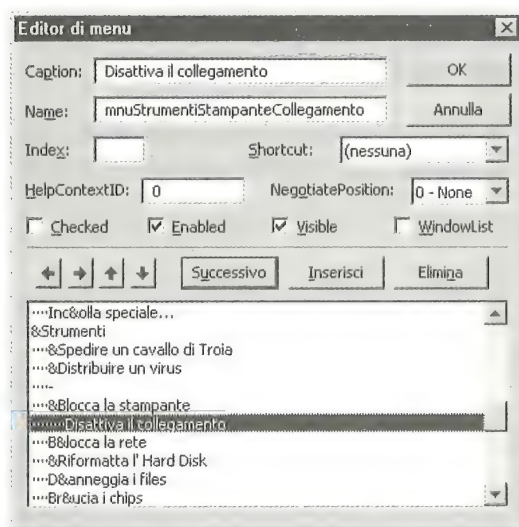 Editor di menu
Caption: Disattiva il collegamento
OK
Name: mnuStrumentiStampanteCollegamento
Annulla
Index:
Shortcut: (nessuna)
HelpContextID: 0
NegotiatePosition: 0 - None
Checked
Enabled
Visible
WindowList
Successivo
Inserisci
Elimina
····Inc&olla speciale...
&Strumenti
····&Spedire un cavallo di Troia
····&Distribuire un virus
····-
····&Blocca la stampante
········Disattiva il collegamento
····B&locca la rete
····&Riformatta l' Hard Disk
····D&anneggia i files
····Br&ucia i chips